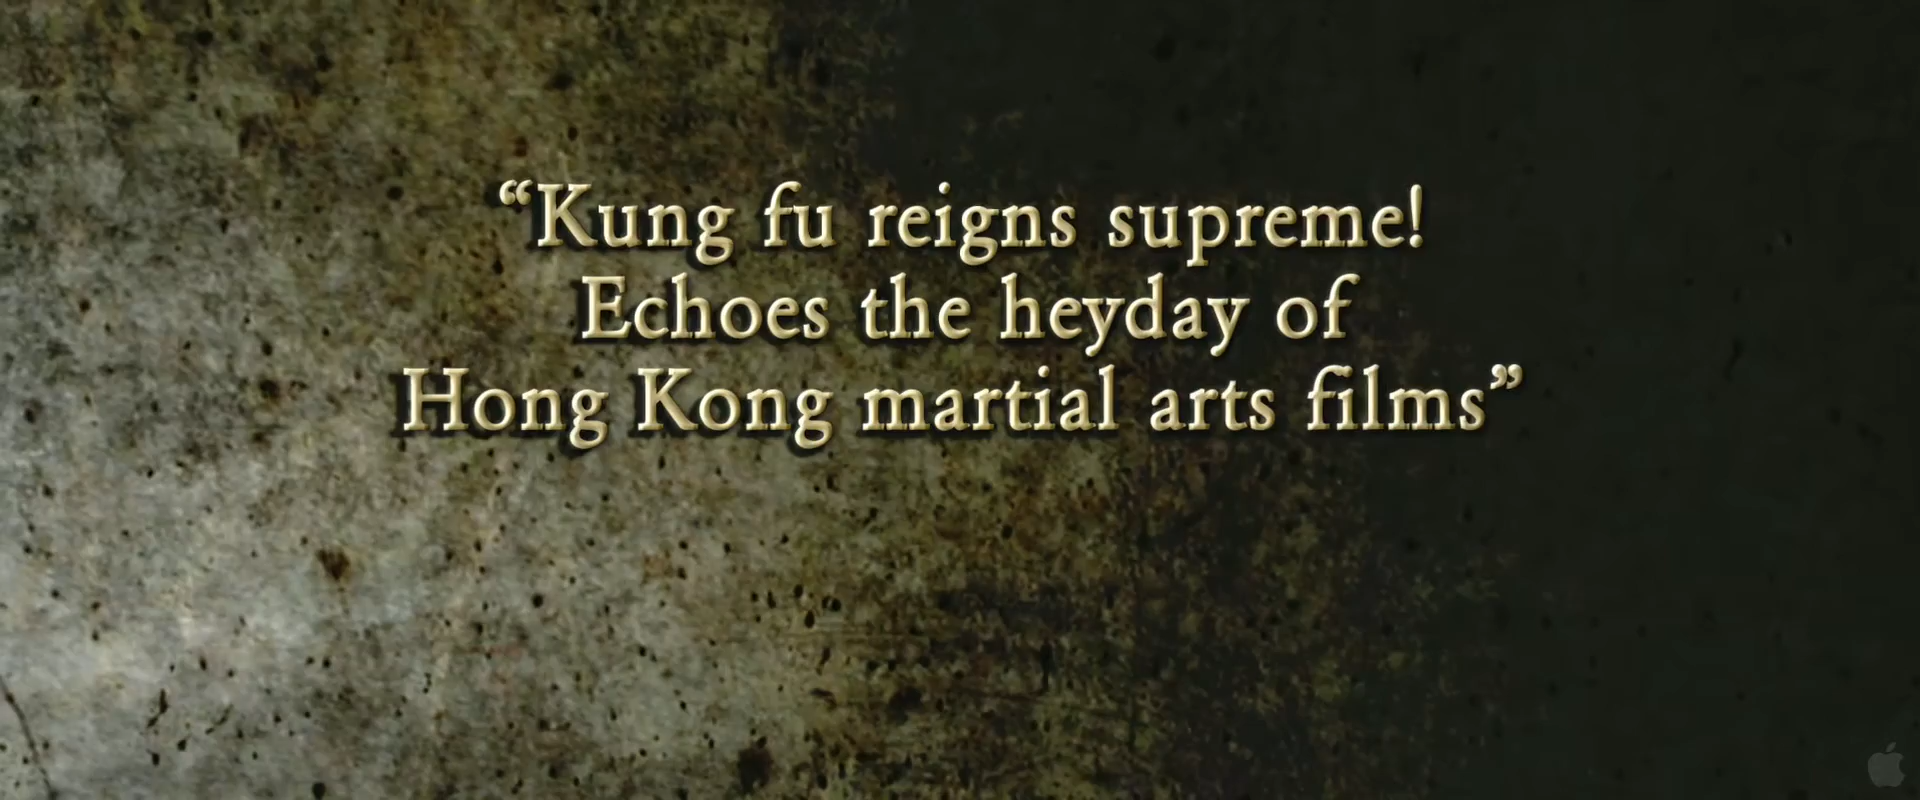 “Kung fu reigns supreme!
Echoes the heyday of
Hong Kong martial arts films”